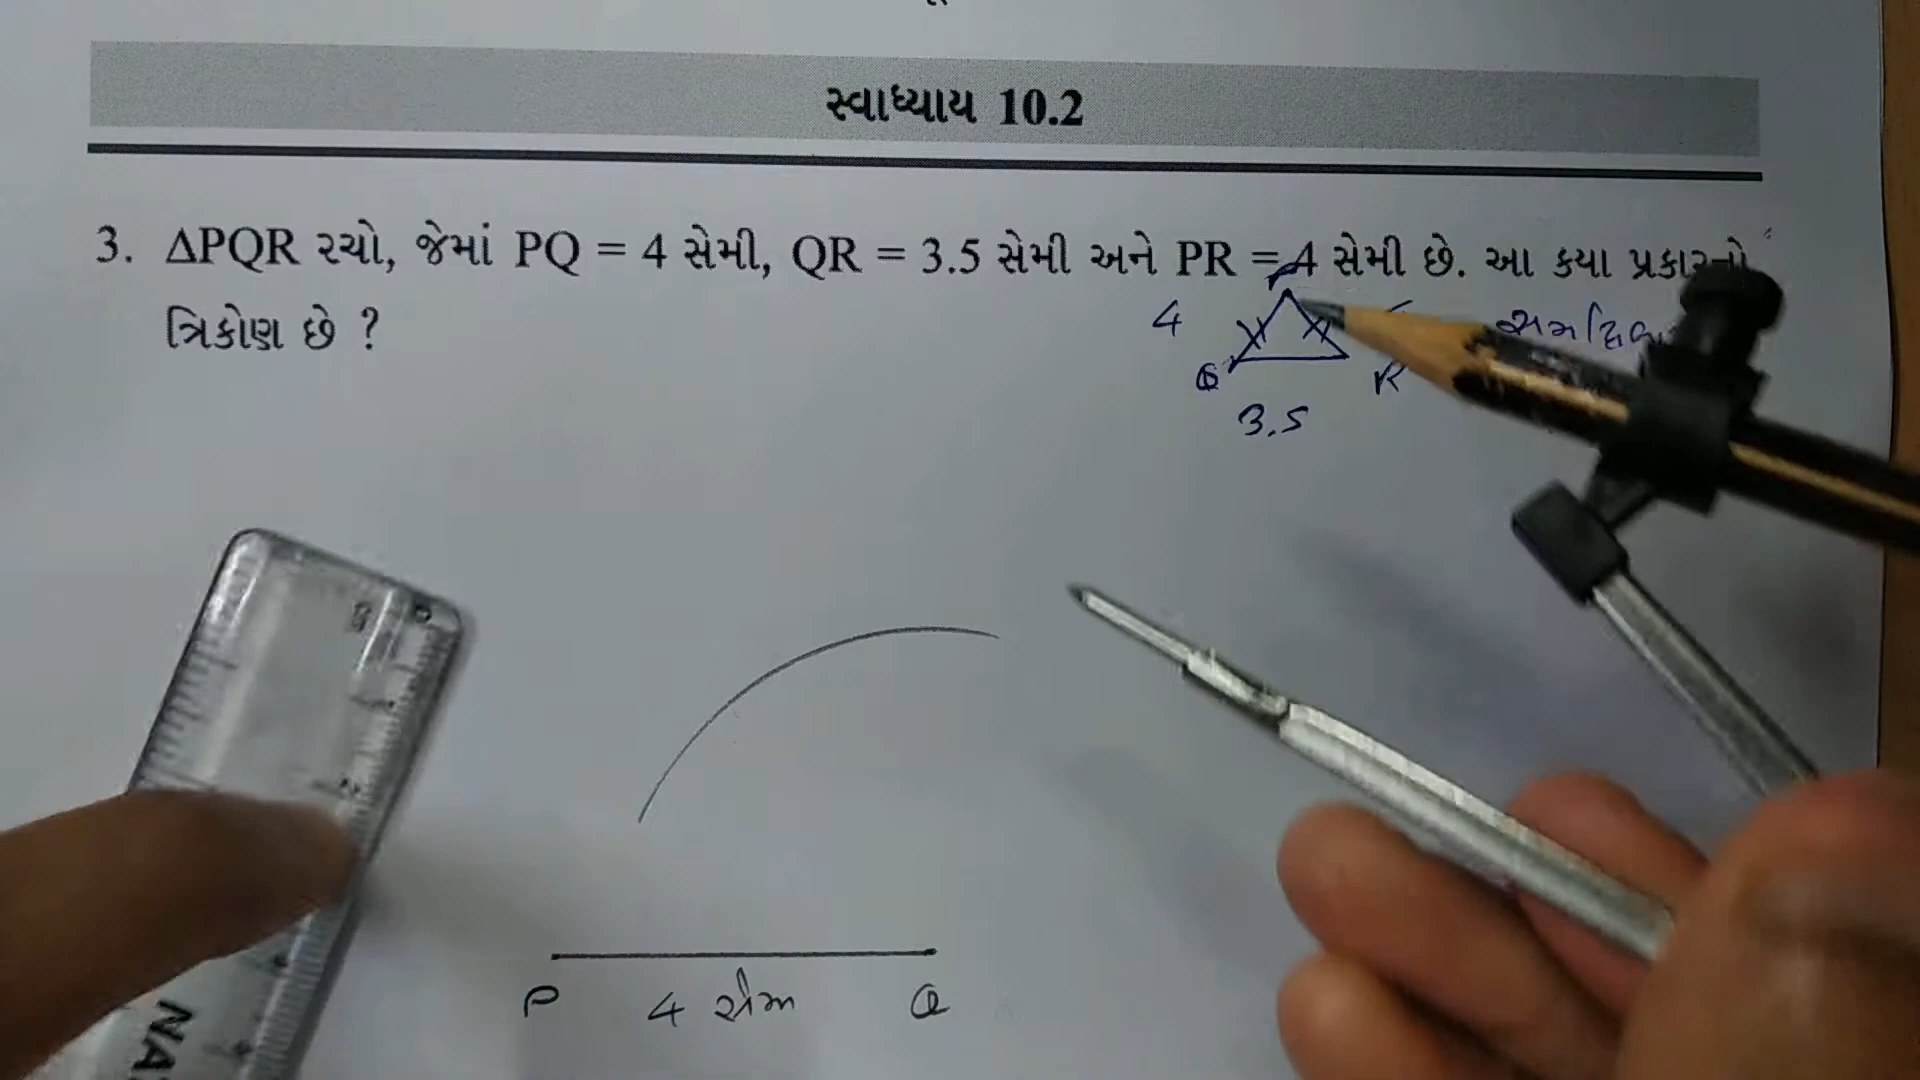 સ્વાધ્યાય 10.2
3. ΔPQR રચો, જેમાં PQ = 4 સેમી, QR = 3.5 સેમી અને PR = 4 સેમી છે. આ કયા પ્રકારનો
ત્રિકોણ છે ?
4
Q R
3.5
P 4 સેમ Q